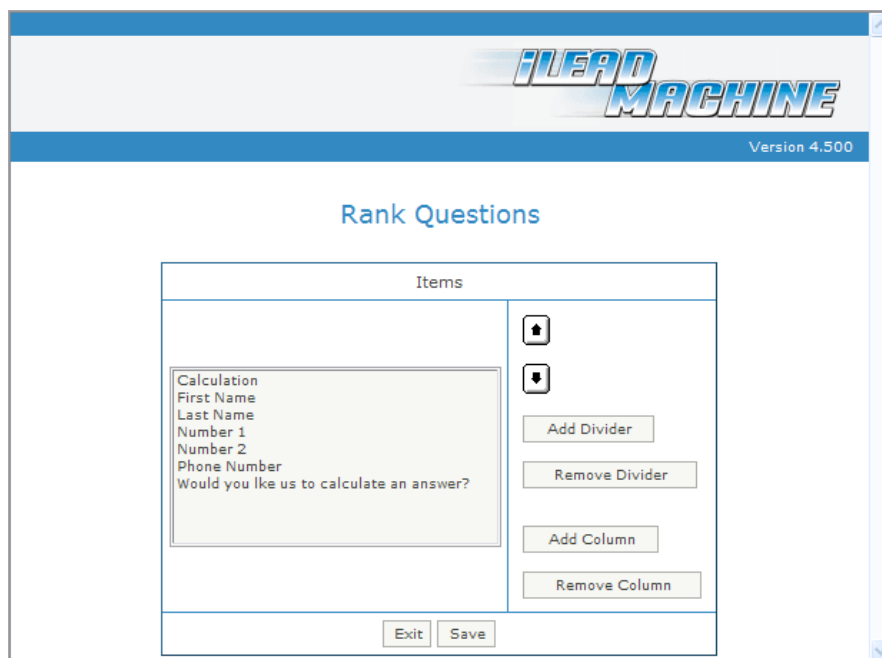 iLEAD
MACHINE
Version 4.500
Rank Questions
Items
Calculation
First Name
Last Name
Number 1
Number 2
Phone Number
Would you lke us to calculate an answer?
Add Divider
Remove Divider
Add Column
Remove Column
Exit Save